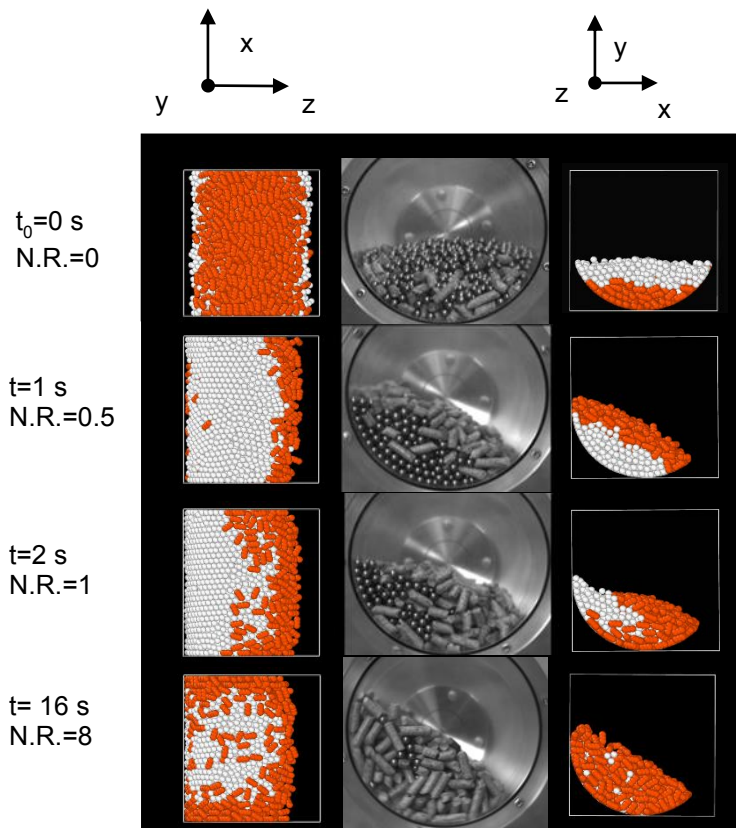 x
y
z
y
z
x
t₀=0 s
N.R.=0
t=1 s
N.R.=0.5
t=2 s
N.R.=1
t= 16 s
N.R.=8